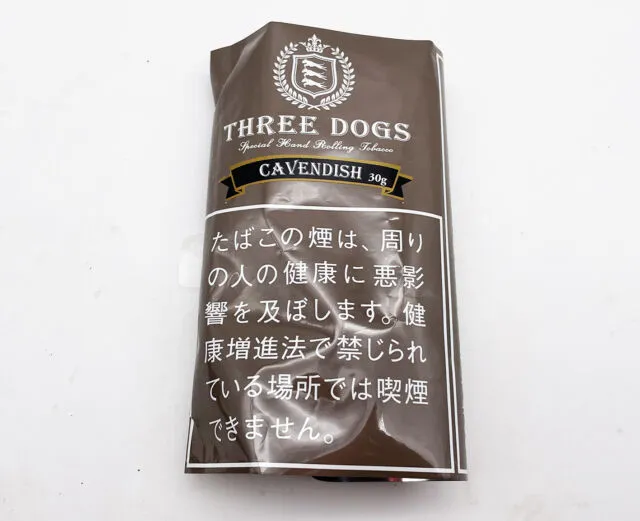 THREE DOGS
Special Hand Rolling Tobacco
CAVENDISH 30g
たばこの煙は、周り
の人の健康に悪影
響を及ぼします。健
康増進法で禁じられ
ている場所では喫煙
できません。